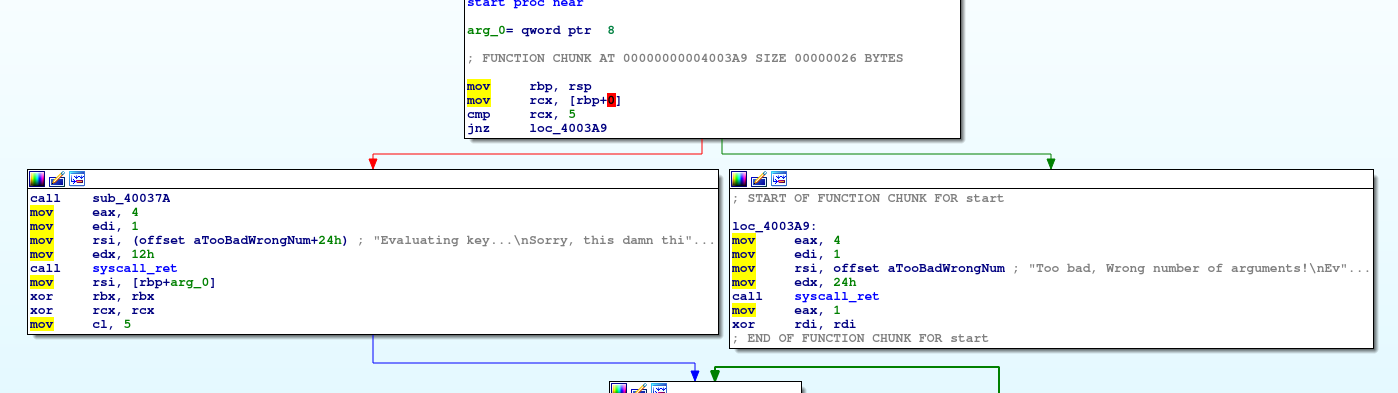 start proc near
arg_0= qword ptr  8
; FUNCTION CHUNK AT 00000000004003A9 SIZE 00000026 BYTES
mov     rbp, rsp
mov     rcx, [rbp+0]
cmp     rcx, 5
jnz     loc_4003A9
call    sub_40037A
mov     eax, 4
mov     edi, 1
mov     rsi, (offset aTooBadWrongNum+24h) ; "Evaluating key...\nSorry, this damn thi"...
mov     edx, 12h
call    syscall_ret
mov     rsi, [rbp+arg_0]
xor     rbx, rbx
xor     rcx, rcx
mov     cl, 5
; START OF FUNCTION CHUNK FOR start
loc_4003A9:
mov     eax, 4
mov     edi, 1
mov     rsi, offset aTooBadWrongNum ; "Too bad, Wrong number of arguments!\nEv"...
mov     edx, 24h
call    syscall_ret
mov     eax, 1
xor     rdi, rdi
; END OF FUNCTION CHUNK FOR start